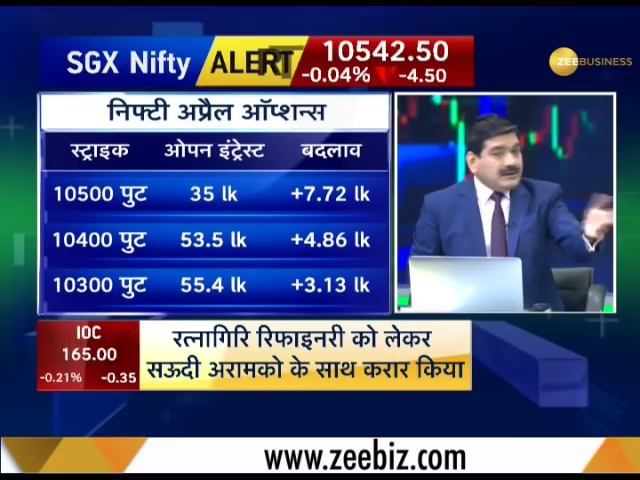 SGX Nifty
ALERT
10542.50
-0.04% -4.50
ZEEBUSINESS
निफ्टी अप्रैल ऑप्शन्स
स्ट्राइक ओपन इंट्रेस्ट बदलाव
10500 पुट 35 lk +7.72 lk
10400 पुट 53.5 lk +4.86 lk
10300 पुट 55.4 lk +3.13 lk
IOC
165.00
-0.21% -0.35
रत्नागिरि रिफाइनरी को लेकर
सऊदी अरामको के साथ करार किया
www.zeebiz.com